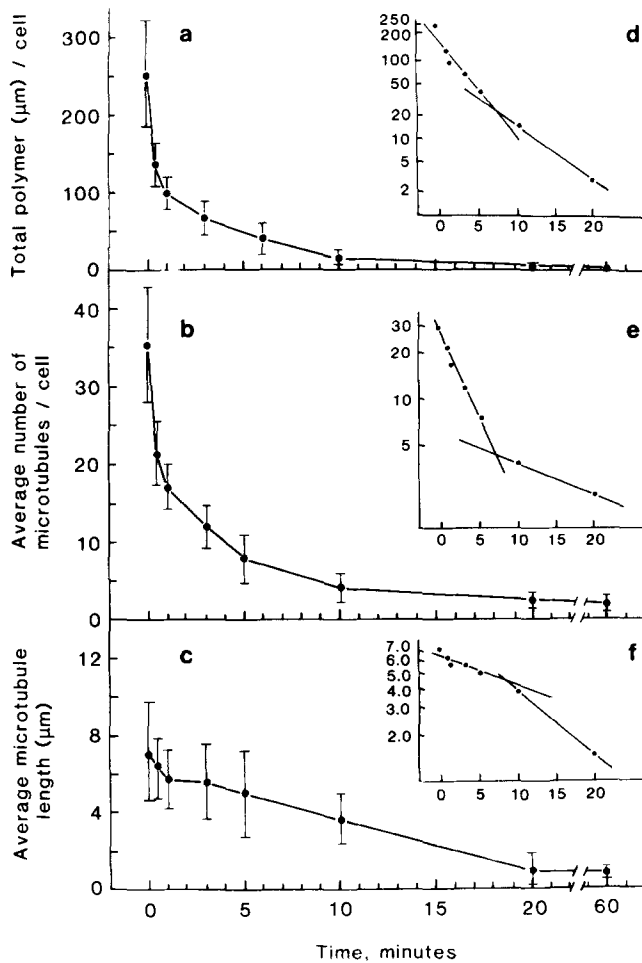 a
Total polymer (μm) / cell
300
200
100
0
d
250
200
100
50
20
10
5
2
0 5 10 15 20
b
Average number of
microtubules / cell
40
30
20
10
0
e
30
20
10
5
0 5 10 15 20
c
Average microtubule
length (μm)
12
8
4
0
f
7.0
6.0
5.0
4.0
3.0
2.0
0 5 10 15 20
0 5 10 15 20 60
Time, minutes